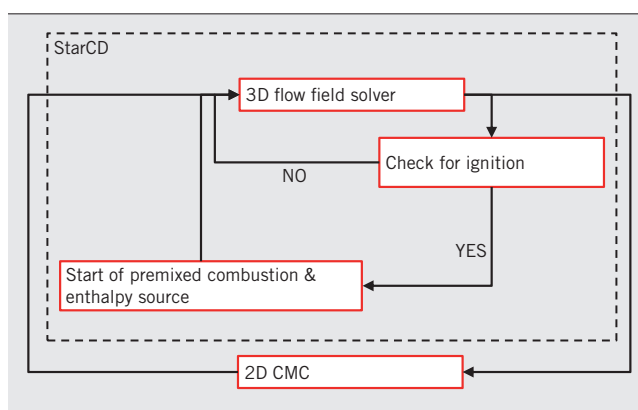 StarCD
3D flow field solver
Check for ignition
NO
YES
Start of premixed combustion &
enthalpy source
2D CMC